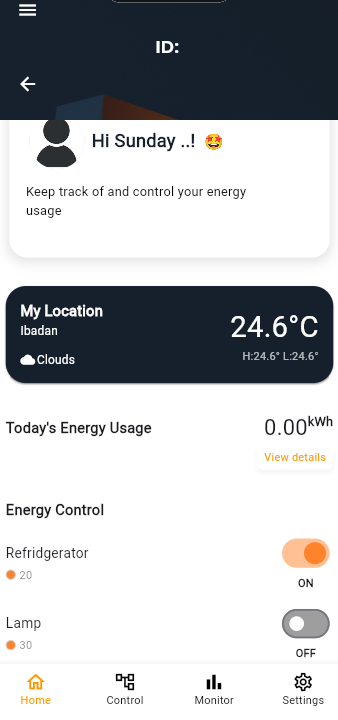 ID:
Hi Sunday ..! 🤩
Keep track of and control your energy
usage
My Location
Ibadan
24.6°C
Clouds
H:24.6° L:24.6°
Today's Energy Usage
0.00kWh
View details
Energy Control
Refridgerator
20
ON
Lamp
30
OFF
Home Control Monitor Settings